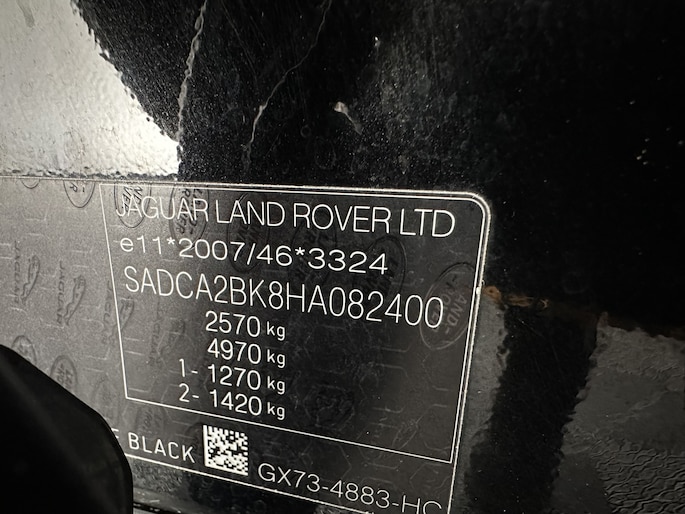 JAGUAR LAND ROVER LTD
e11*2007/46*3324
SADCA2BK8HA082400
2570 kg
4970 kg
1- 1270 kg
2- 1420 kg
BLACK
GX73-4883-HC